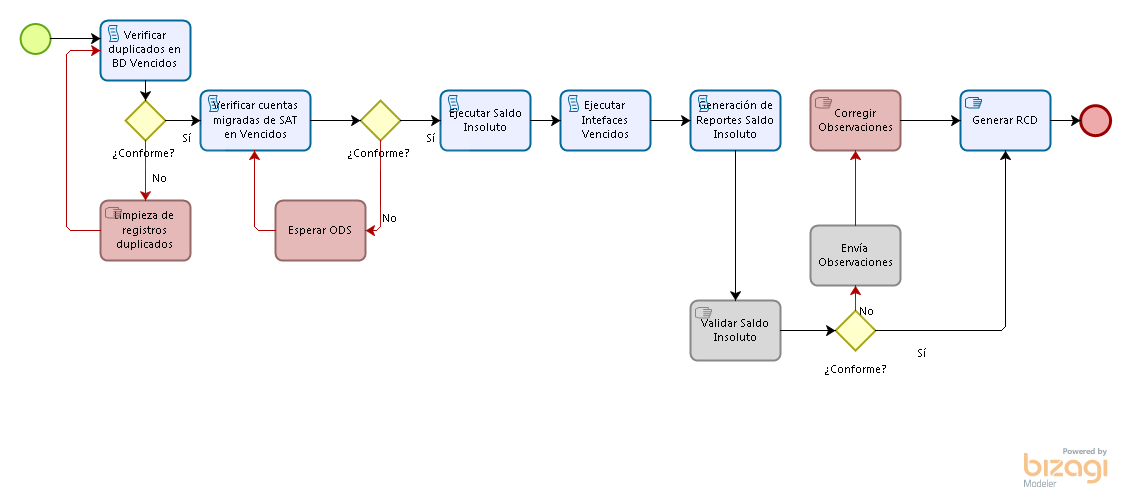 Verificar
duplicados en
BD Vencidos
¿Conforme?
Sí
No
Limpieza de
registros
duplicados
Verificar cuentas
migradas de SAT
en Vencidos
¿Conforme?
Sí
No
Esperar ODS
Ejecutar Saldo
Insoluto
Ejecutar
Intefaces
Vencidos
Generación de
Reportes Saldo
Insoluto
Validar Saldo
Insoluto
¿Conforme?
No
Sí
Envía
Observaciones
Corregir
Observaciones
Generar RCD
Powered by
bizagi
Modeler